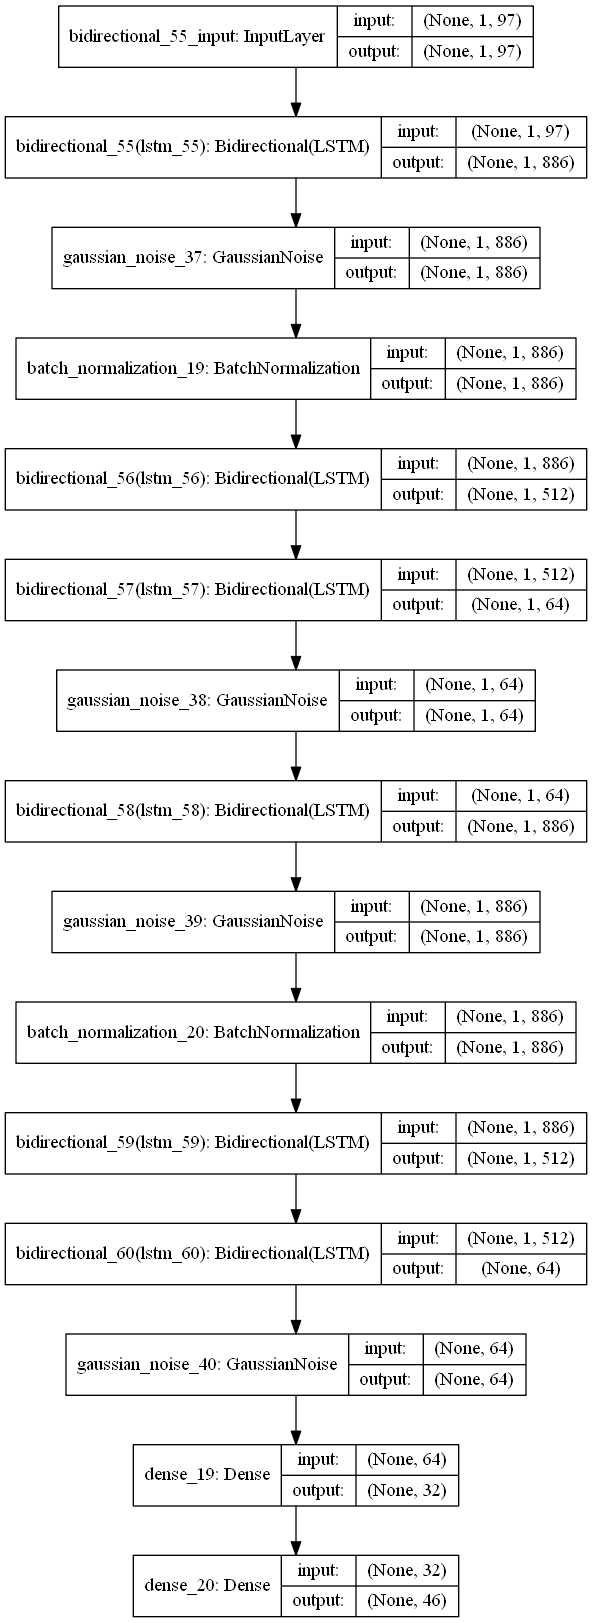 bidirectional_55_input: InputLayer
input: (None, 1, 97)
output: (None, 1, 97)
bidirectional_55(lstm_55): Bidirectional(LSTM)
input: (None, 1, 97)
output: (None, 1, 886)
gaussian_noise_37: GaussianNoise
input: (None, 1, 886)
output: (None, 1, 886)
batch_normalization_19: BatchNormalization
input: (None, 1, 886)
output: (None, 1, 886)
bidirectional_56(lstm_56): Bidirectional(LSTM)
input: (None, 1, 886)
output: (None, 1, 512)
bidirectional_57(lstm_57): Bidirectional(LSTM)
input: (None, 1, 512)
output: (None, 1, 64)
gaussian_noise_38: GaussianNoise
input: (None, 1, 64)
output: (None, 1, 64)
bidirectional_58(lstm_58): Bidirectional(LSTM)
input: (None, 1, 64)
output: (None, 1, 886)
gaussian_noise_39: GaussianNoise
input: (None, 1, 886)
output: (None, 1, 886)
batch_normalization_20: BatchNormalization
input: (None, 1, 886)
output: (None, 1, 886)
bidirectional_59(lstm_59): Bidirectional(LSTM)
input: (None, 1, 886)
output: (None, 1, 512)
bidirectional_60(lstm_60): Bidirectional(LSTM)
input: (None, 1, 512)
output: (None, 64)
gaussian_noise_40: GaussianNoise
input: (None, 64)
output: (None, 64)
dense_19: Dense
input: (None, 64)
output: (None, 32)
dense_20: Dense
input: (None, 32)
output: (None, 46)